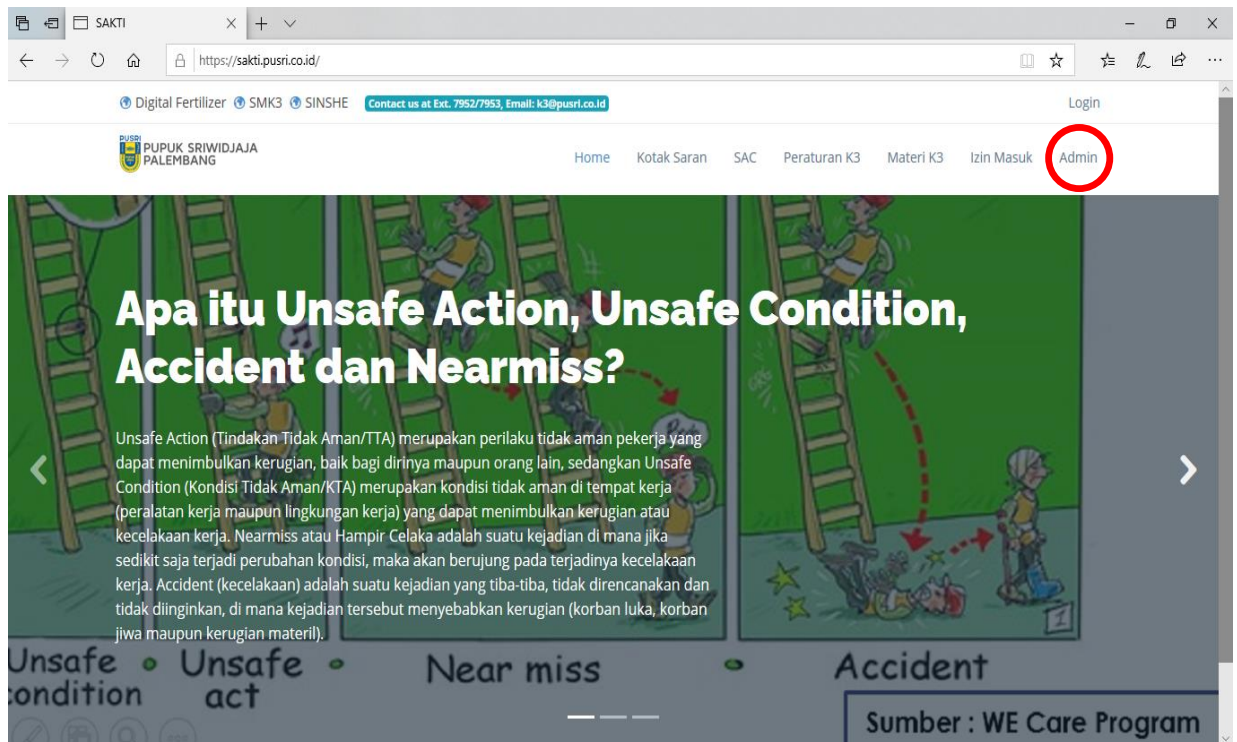 SAKTI
https://sakti.pusri.co.id/
Digital Fertilizer SMK3 SINSHE Contact us at Ext. 7952/7953, Email: k3@pusri.co.id Login
PUSRI
PUPUK SRIWIDJAJA
PALEMBANG
Home Kotak Saran SAC Peraturan K3 Materi K3 Izin Masuk Admin
Apa itu Unsafe Action, Unsafe Condition,
Accident dan Nearmiss?
Unsafe Action (Tindakan Tidak Aman/TTA) merupakan perilaku tidak aman pekerja yang
dapat menimbulkan kerugian, baik bagi dirinya maupun orang lain, sedangkan Unsafe
Condition (Kondisi Tidak Aman/KTA) merupakan kondisi tidak aman di tempat kerja
(peralatan kerja maupun lingkungan kerja) yang dapat menimbulkan kerugian atau
kecelakaan kerja. Nearmiss atau Hampir Celaka adalah suatu kejadian di mana jika
sedikit saja terjadi perubahan kondisi, maka akan berujung pada terjadinya kecelakaan
kerja. Accident (kecelakaan) adalah suatu kejadian yang tiba-tiba, tidak direncanakan dan
tidak diinginkan, di mana kejadian tersebut menyebabkan kerugian (korban luka, korban
jiwa maupun kerugian materil).
1
Unsafe condition
Unsafe act
Near miss
Accident
Sumber : WE Care Program